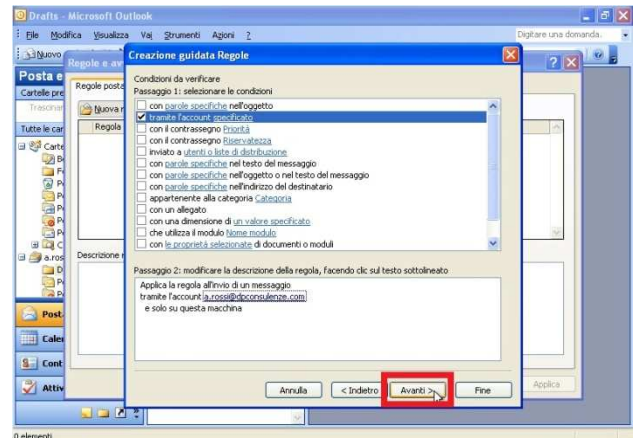 Drafts - Microsoft Outlook
File Modifica Visualizza Vai Strumenti Azioni ?
Digitare una domanda.
Nuovo
Posta e
Cartelle pre
Trascinar
Tutte le car
Carte
a.ros
Post
Caler
Cont
Attiv
0 elementi
Regole e av
Regole posta
Nuova r
Regola
Descrizione r
Applica
Creazione guidata Regole
Condizioni da verificare
Passaggio 1: selezionare le condizioni
con parole specifiche nell'oggetto
tramite l'account specificato
con il contrassegno Priorità
con il contrassegno Riservatezza
inviato a utenti o liste di distribuzione
con parole specifiche nel testo del messaggio
con parole specifiche nell'oggetto o nel testo del messaggio
con parole specifiche nell'indirizzo del destinatario
appartenente alla categoria Categoria
con un allegato
con una dimensione di un valore specificato
che utilizza il modulo Nome modulo
con le proprietà selezionate di documenti o moduli
Passaggio 2: modificare la descrizione della regola, facendo clic sul testo sottolineato
Applica la regola all'invio di un messaggio
tramite l'account a.rossi@dpconsulenze.com
e solo su questa macchina
Annulla < Indietro Avanti > Fine